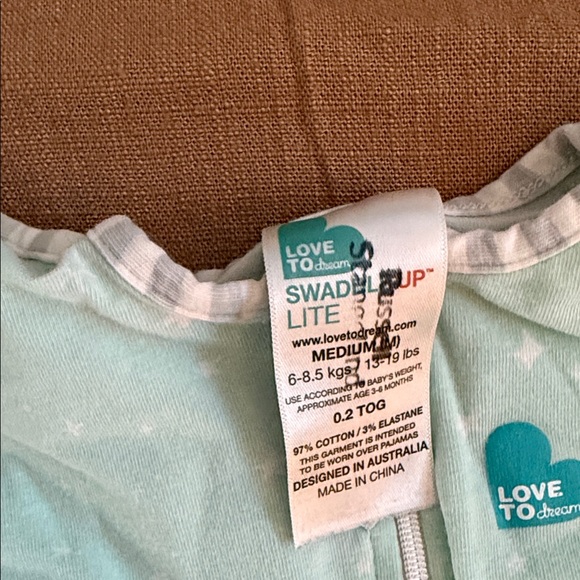 LOVE
TO dream
SWADDLE UP™
LITE
www.lovetodream.com
MEDIUM (M)
6-8.5 kgs 13-19 lbs
USE ACCORDING TO BABY'S WEIGHT,
APPROXIMATE AGE 3-6 MONTHS
0.2 TOG
97% COTTON / 3% ELASTANE
THIS GARMENT IS INTENDED
TO BE WORN OVER PAJAMAS
DESIGNED IN AUSTRALIA
MADE IN CHINA
LOVE
TO dream